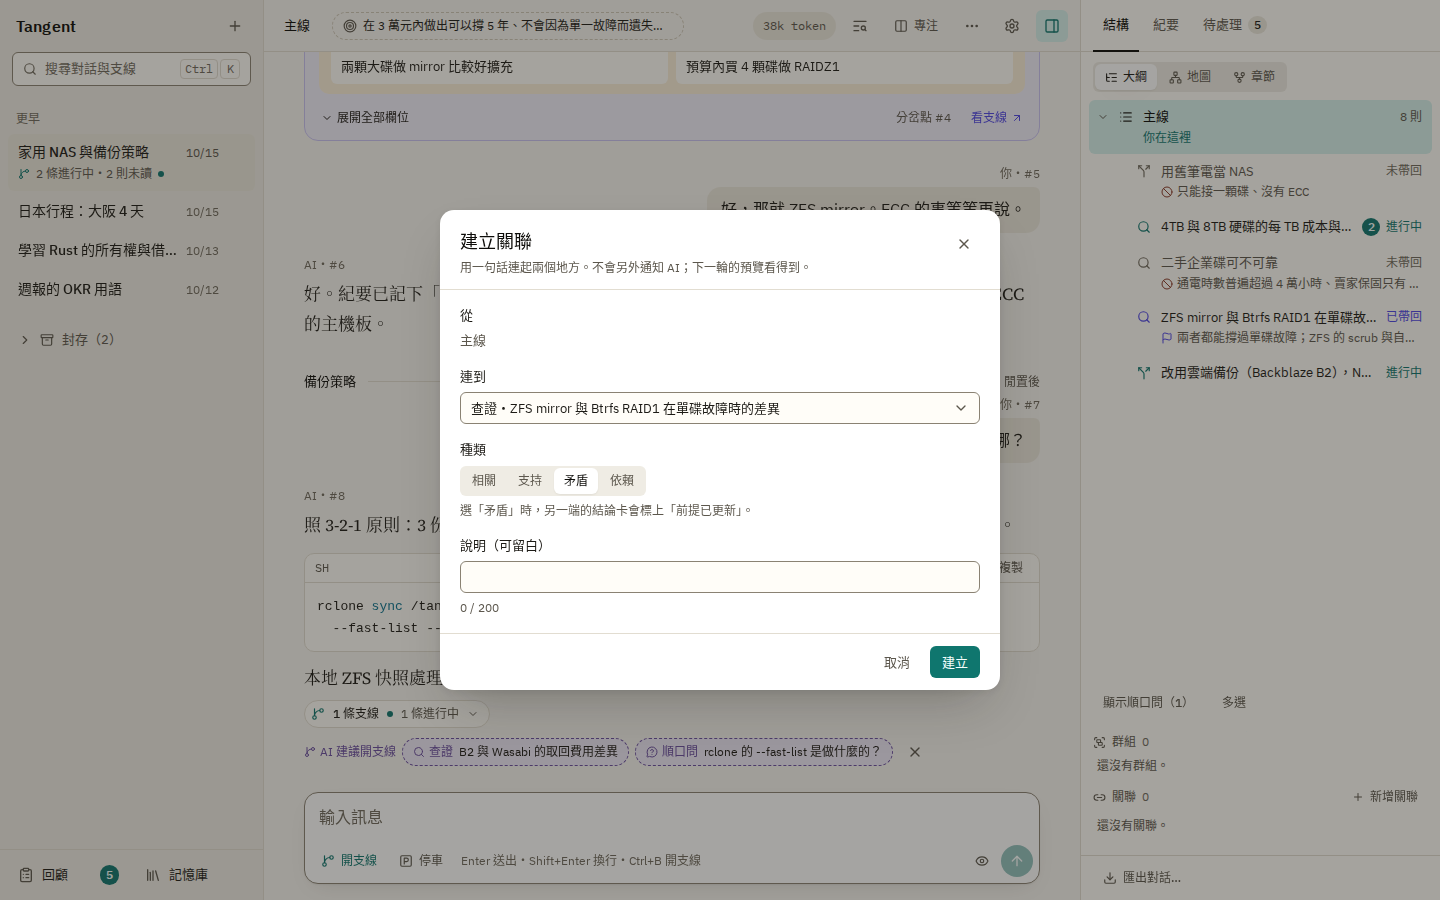 Tangent
搜尋對話與支線
Ctrl K
更早
家用 NAS 與備份策略 10/15
2 條進行中・2 則未讀
日本行程：大阪 4 天 10/15
學習 Rust 的所有權與借... 10/13
週報的 OKR 用語 10/12
封存（2）
回顧 5 記憶庫
主線
在 3 萬元內做出可以撐 5 年、不會因為單一故障而遺失...
38k token
專注
兩顆大碟做 mirror 比較好擴充
預算內買 4 顆碟做 RAIDZ1
展開全部欄位
分岔點 #4 看支線
你・#5
好，那就 ZFS mirror。ECC 的事等等再說。
AI・#6
好。紀要已記下「
ECC
的主機板。
備份策略
閒置後
你・#7
哪？
AI・#8
照 3-2-1 原則：3 份
。
SH
複製
rclone sync /tan
--fast-list --
本地 ZFS 快照處理
1 條支線 1 條進行中
AI 建議開支線
查證 B2 與 Wasabi 的取回費用差異
順口問 rclone 的 --fast-list 是做什麼的？
輸入訊息
開支線 P 停車 Enter 送出・Shift+Enter 換行・Ctrl+B 開支線
建立關聯
用一句話連起兩個地方。不會另外通知 AI；下一輪的預覽看得到。
從
主線
連到
查證・ZFS mirror 與 Btrfs RAID1 在單碟故障時的差異
種類
相關 支持 矛盾 依賴
選「矛盾」時，另一端的結論卡會標上「前提已更新」。
說明（可留白）
0 / 200
取消 建立
結構 紀要 待處理 5
大綱 地圖 章節
主線 8 則
你在這裡
用舊筆電當 NAS 未帶回
只能接一顆碟、沒有 ECC
4TB 與 8TB 硬碟的每 TB 成本與... 2 進行中
二手企業碟可不可靠 未帶回
通電時數普遍超過 4 萬小時、賣家保固只有 ...
ZFS mirror 與 Btrfs RAID1 在單碟故... 已帶回
兩者都能撐過單碟故障；ZFS 的 scrub 與自...
改用雲端備份（Backblaze B2），N... 進行中
顯示順口問（1） 多選
群組 0
還沒有群組。
關聯 0 新增關聯
還沒有關聯。
匯出對話...